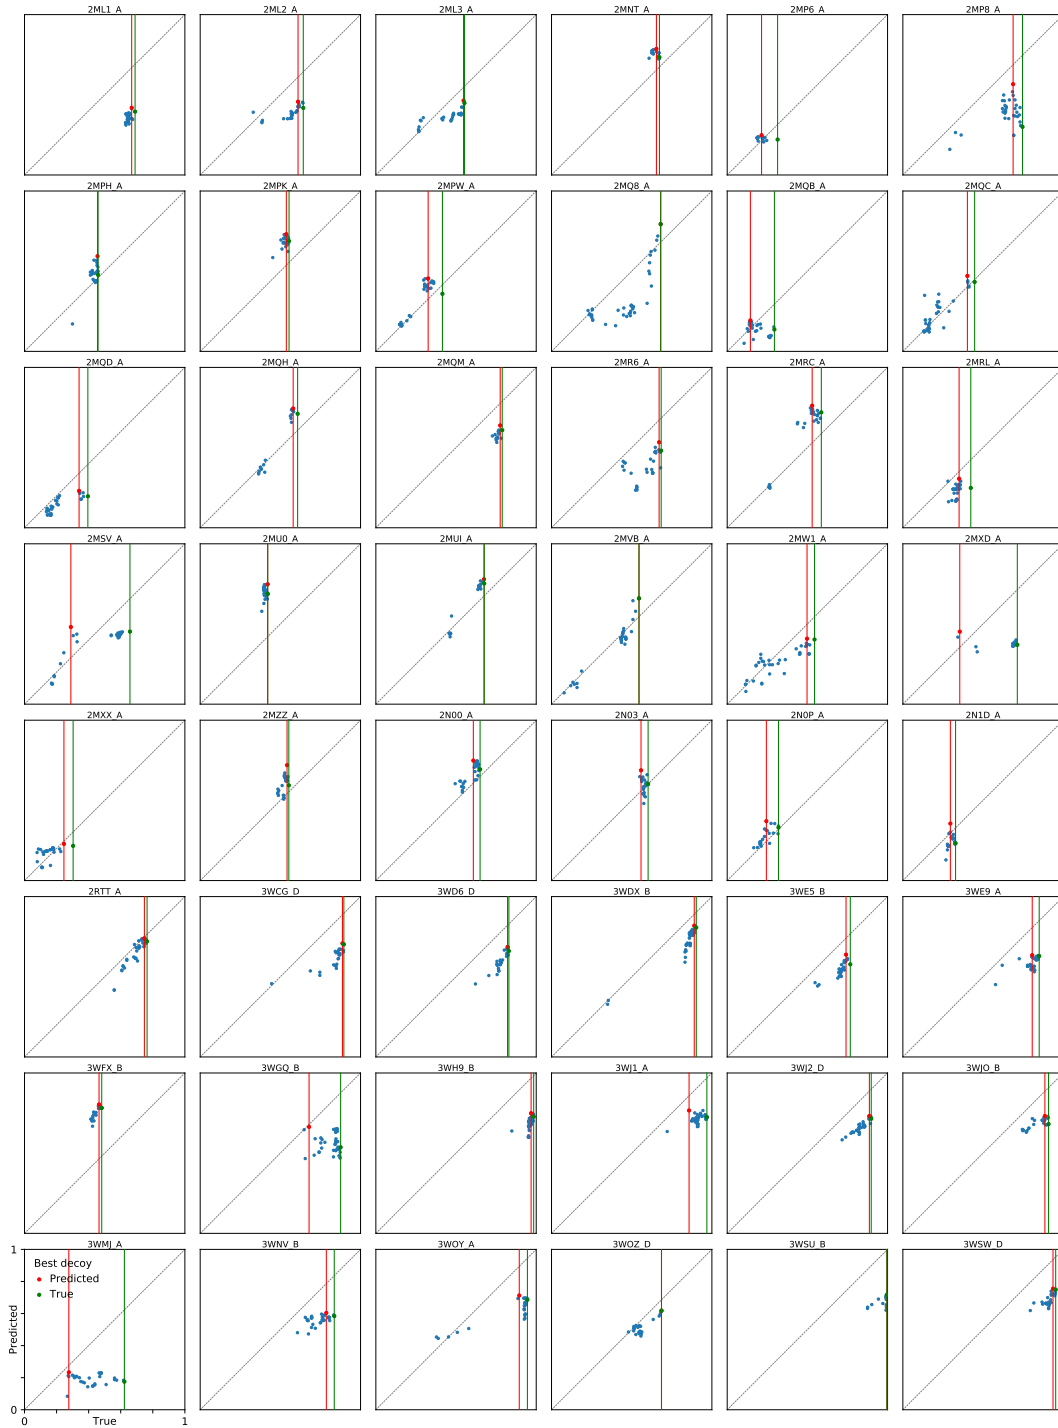 2ML1_A 2ML2_A 2ML3_A 2MNT_A 2MP6_A 2MP8_A
2MPH_A 2MPK_A 2MPW_A 2MQ8_A 2MQB_A 2MQC_A
2MQD_A 2MQH_A 2MQM_A 2MR6_A 2MRC_A 2MRL_A
2MSV_A 2MU0_A 2MUI_A 2MVB_A 2MW1_A 2MXD_A
2MXX_A 2MZZ_A 2N00_A 2N03_A 2N0P_A 2N1D_A
2RTT_A 3WCG_D 3WD6_D 3WDX_B 3WE5_B 3WE9_A
3WFX_B 3WGQ_B 3WH9_B 3WJ1_A 3WJ2_D 3WJO_B
3WMJ_A 3WNV_B 3WOY_A 3WOZ_D 3WSU_B 3WSW_D
1
Best decoy
Predicted
True
Predicted
0
0 True 1